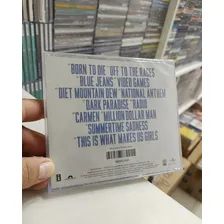 BORN TO DIE OFF TO THE RACES
BLUE JEANS VIDEO GAMES
DIET MOUNTAIN DEW NATIONAL ANTHEM
DARK PARADISE RADIO
CARMEN MILLION DOLLAR MAN
SUMMERTIME SADNESS
THIS IS WHAT MAKES US GIRLS